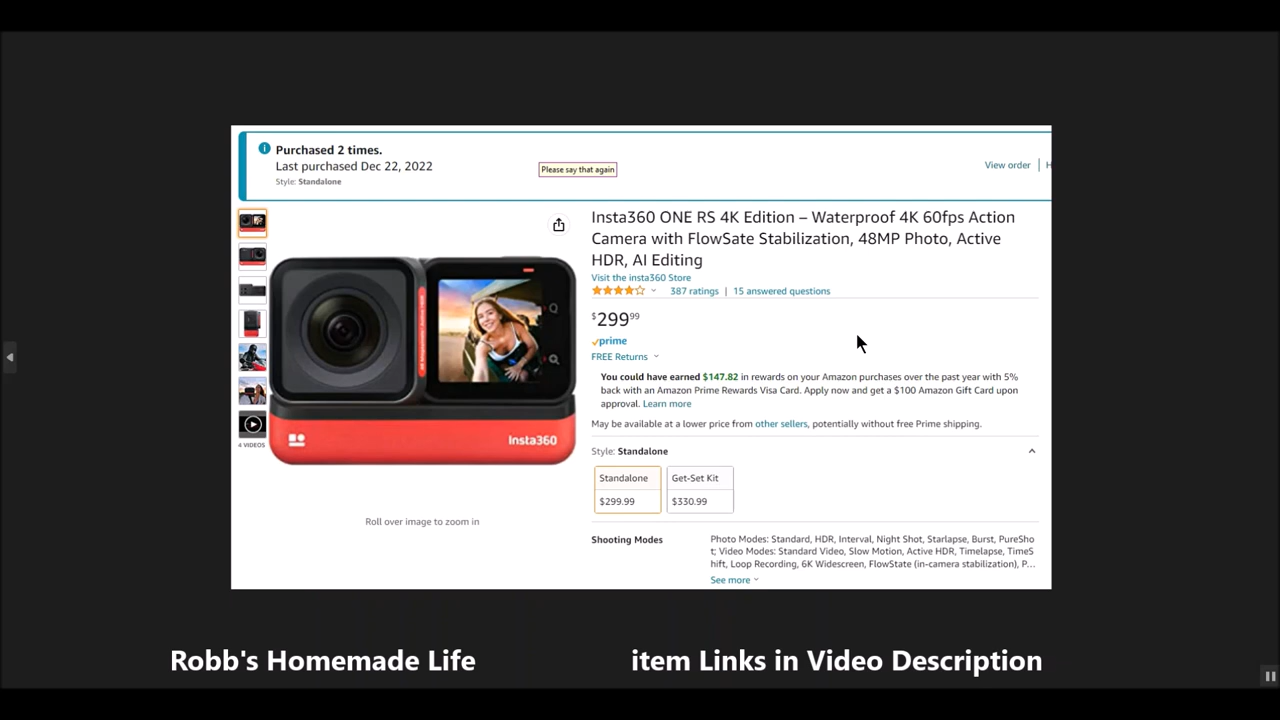 Purchased 2 times.
Last purchased Dec 22, 2022
Style: Standalone
Please say that again
View order
H
Insta360 ONE RS 4K Edition – Waterproof 4K 60fps Action
Camera with FlowSate Stabilization, 48MP Photo, Active
HDR, AI Editing
Visit the insta360 Store
387 ratings | 15 answered questions
$299.99
prime
FREE Returns
You could have earned $147.82 in rewards on your Amazon purchases over the past year with 5%
back with an Amazon Prime Rewards Visa Card. Apply now and get a $100 Amazon Gift Card upon
approval. Learn more
May be available at a lower price from other sellers, potentially without free Prime shipping.
Style: Standalone
Standalone
$299.99
Get-Set Kit
$330.99
Shooting Modes
Photo Modes: Standard, HDR, Interval, Night Shot, Starlapse, Burst, PureSho
t; Video Modes: Standard Video, Slow Motion, Active HDR, Timelapse, TimeS
hift, Loop Recording, 6K Widescreen, FlowState (in-camera stabilization), P...
See more
4 VIDEOS
Insta360
Roll over image to zoom in
Robb's Homemade Life
item Links in Video Description